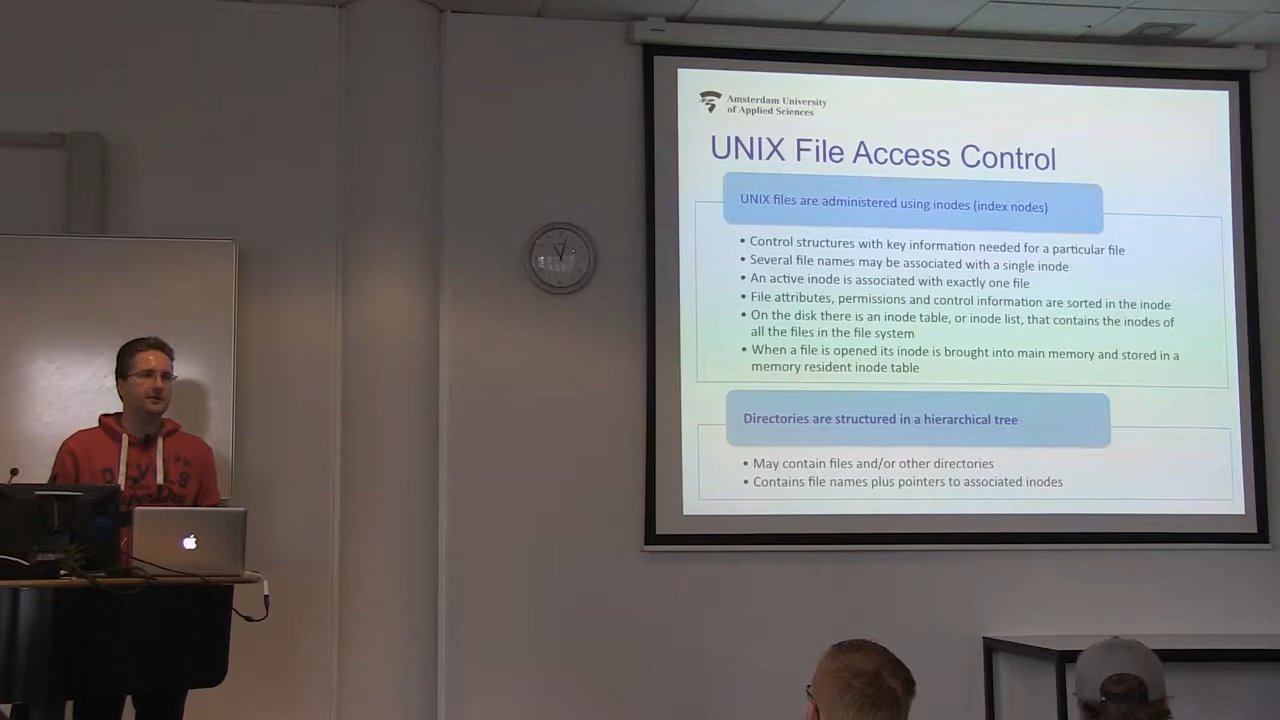 Amsterdam University
of Applied Sciences
UNIX File Access Control
UNIX files are administered using inodes (index nodes)
• Control structures with key information needed for a particular file
• Several file names may be associated with a single inode
• An active inode is associated with exactly one file
• File attributes, permissions and control information are sorted in the inode
• On the disk there is an inode table, or inode list, that contains the inodes of
all the files in the file system
• When a file is opened its inode is brought into main memory and stored in a
memory resident inode table
Directories are structured in a hierarchical tree
• May contain files and/or other directories
• Contains file names plus pointers to associated inodes